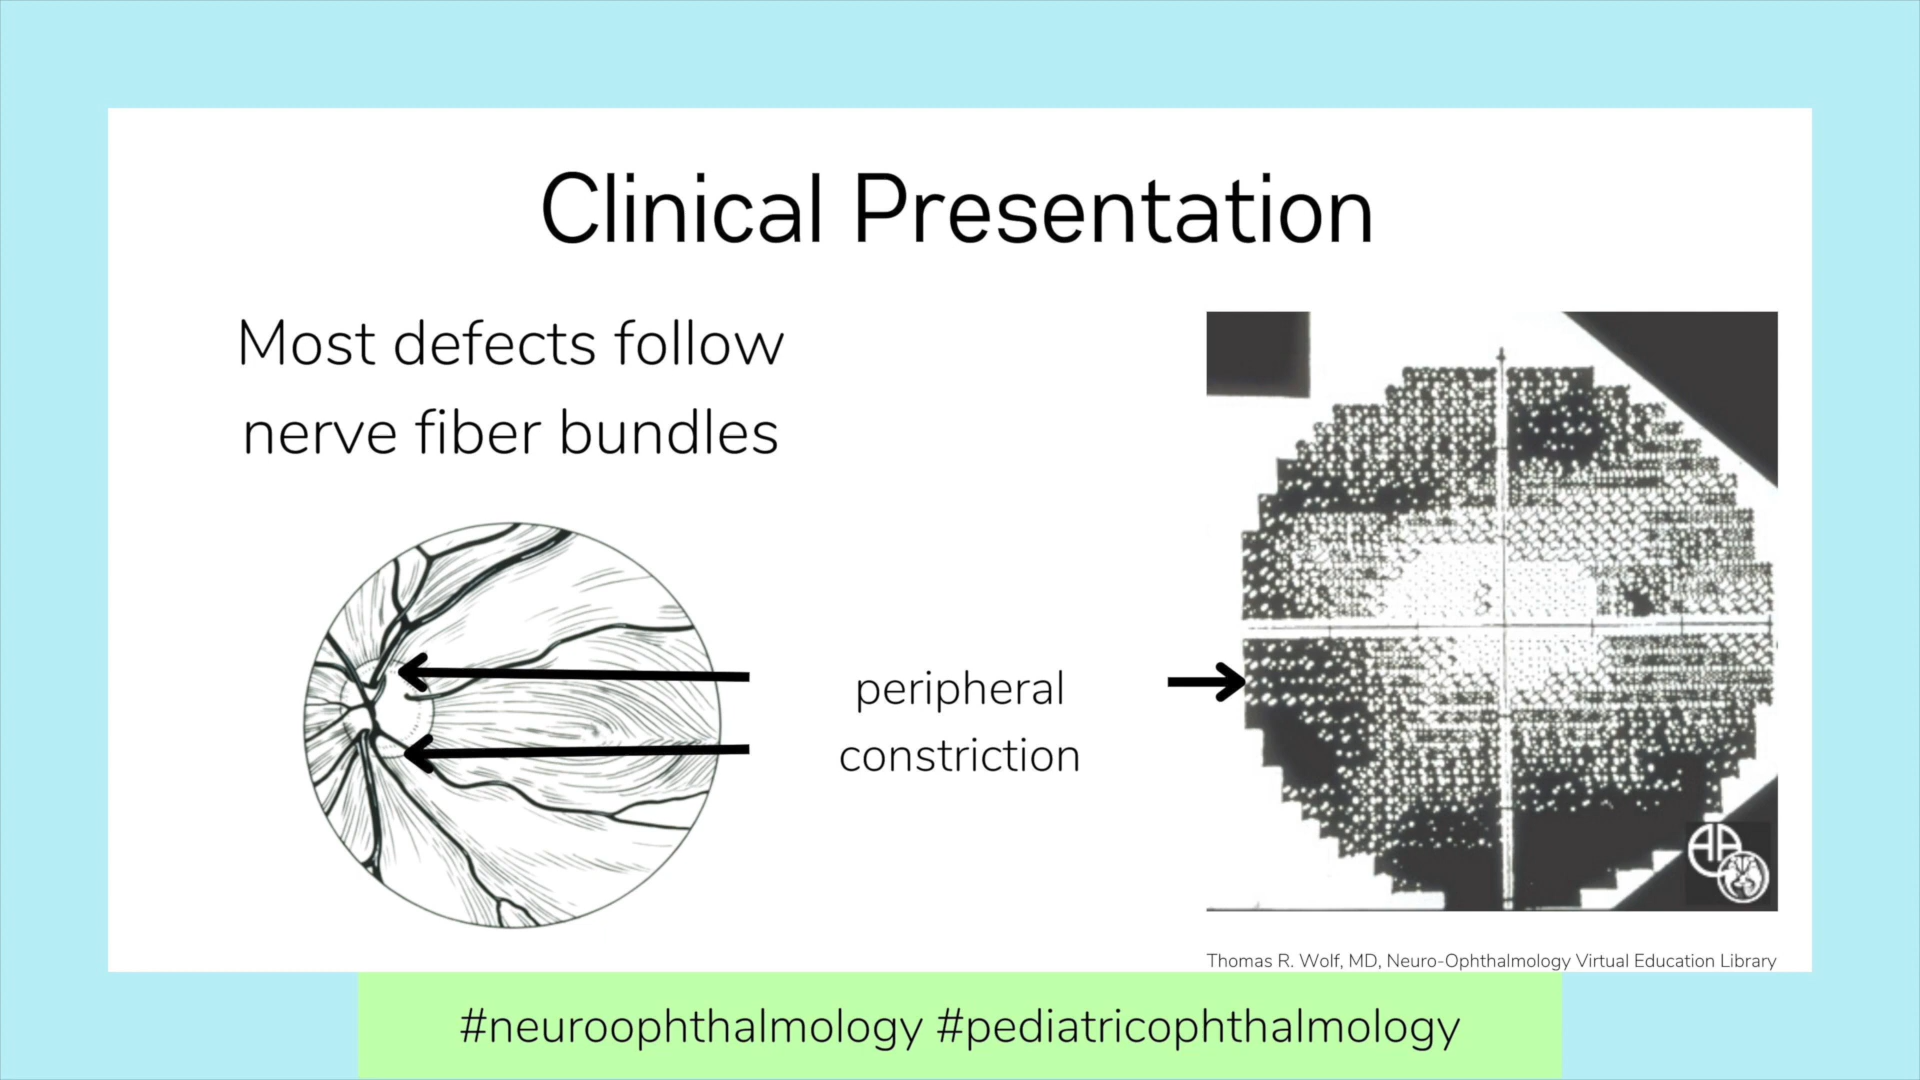 Clinical Presentation
Most defects follow
nerve fiber bundles
peripheral
constriction
Thomas R. Wolf, MD, Neuro-Ophthalmology Virtual Education Library
#neuroophthalmology #pediatricophthalmology